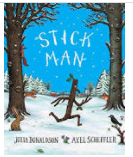 STICK
MAN
JULIA DONALDSON AXEL SCHEFFLER